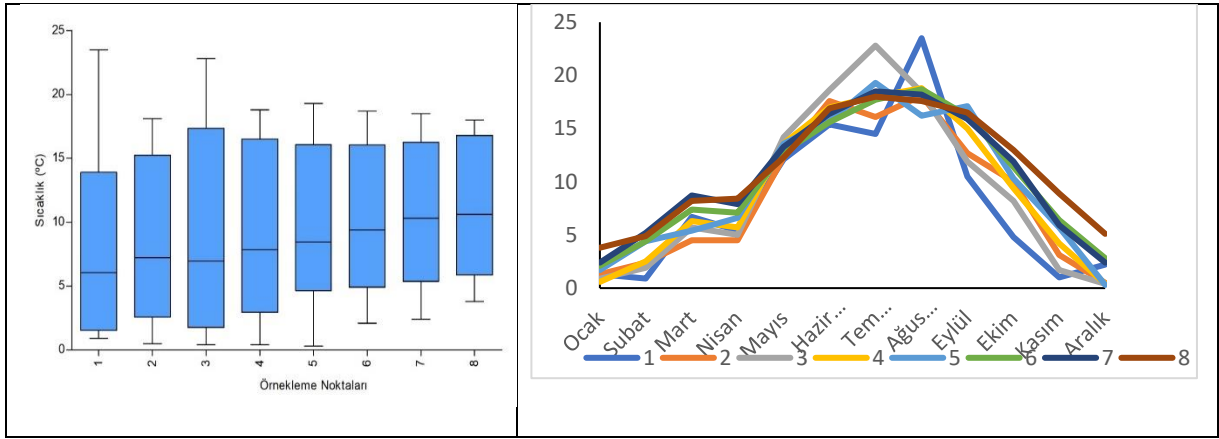 25
20
15
10
5
0
Sıcaklık (ºC)
1 2 3 4 5 6 7 8
Örnekleme Noktaları
25
20
15
10
5
0
Ocak
Şubat
Mart
Nisan
Mayıs
Hazir...
Tem...
Ağus...
Eylül
Ekim
Kasım
Aralık
1 2 3 4 5 6 7 8